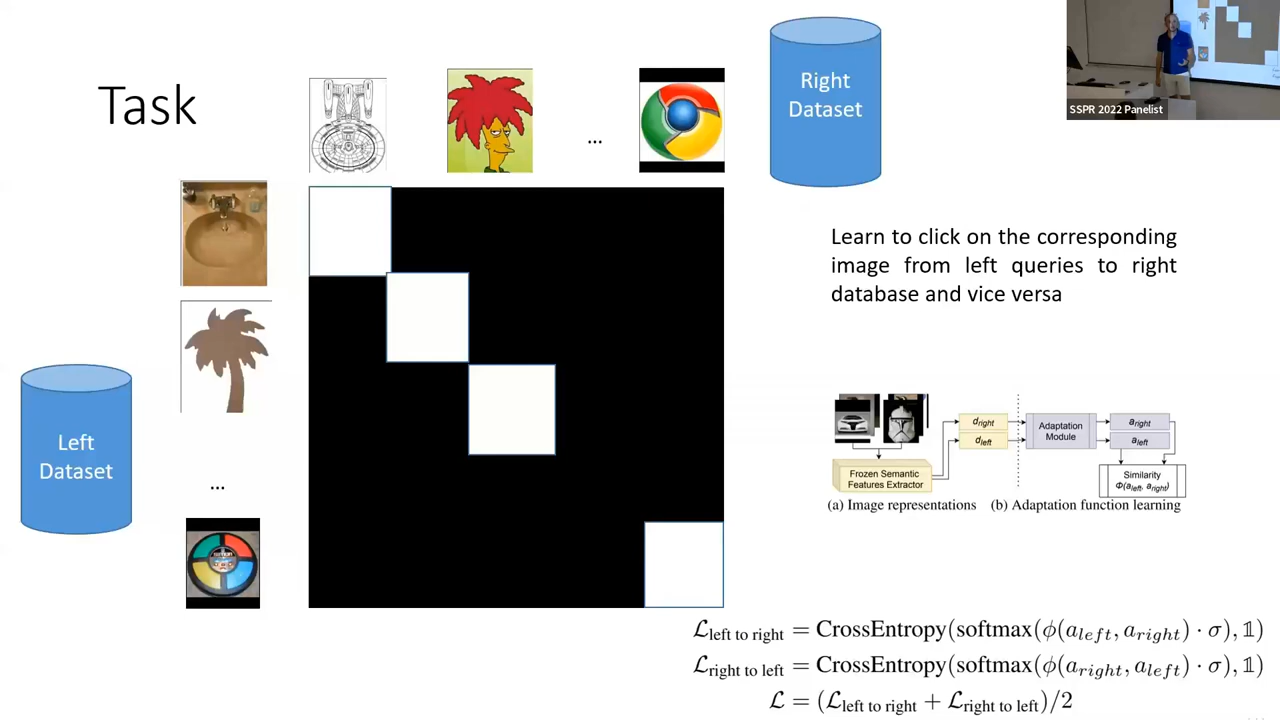 Task
Right
Dataset
SSPR 2022 Panelist
...
Learn to click on the corresponding
image from left queries to right
database and vice versa
Left
Dataset
...
d_right
d_left
Adaptation
Module
a_right
a_left
Frozen Semantic
Features Extractor
Similarity
Φ(a_left, a_right)
(a) Image representations (b) Adaptation function learning
ℒ_left to right = CrossEntropy(softmax(ϕ(a_left, a_right) · σ), 𝟙)
ℒ_right to left = CrossEntropy(softmax(ϕ(a_right, a_left) · σ), 𝟙)
ℒ = (ℒ_left to right + ℒ_right to left)/2